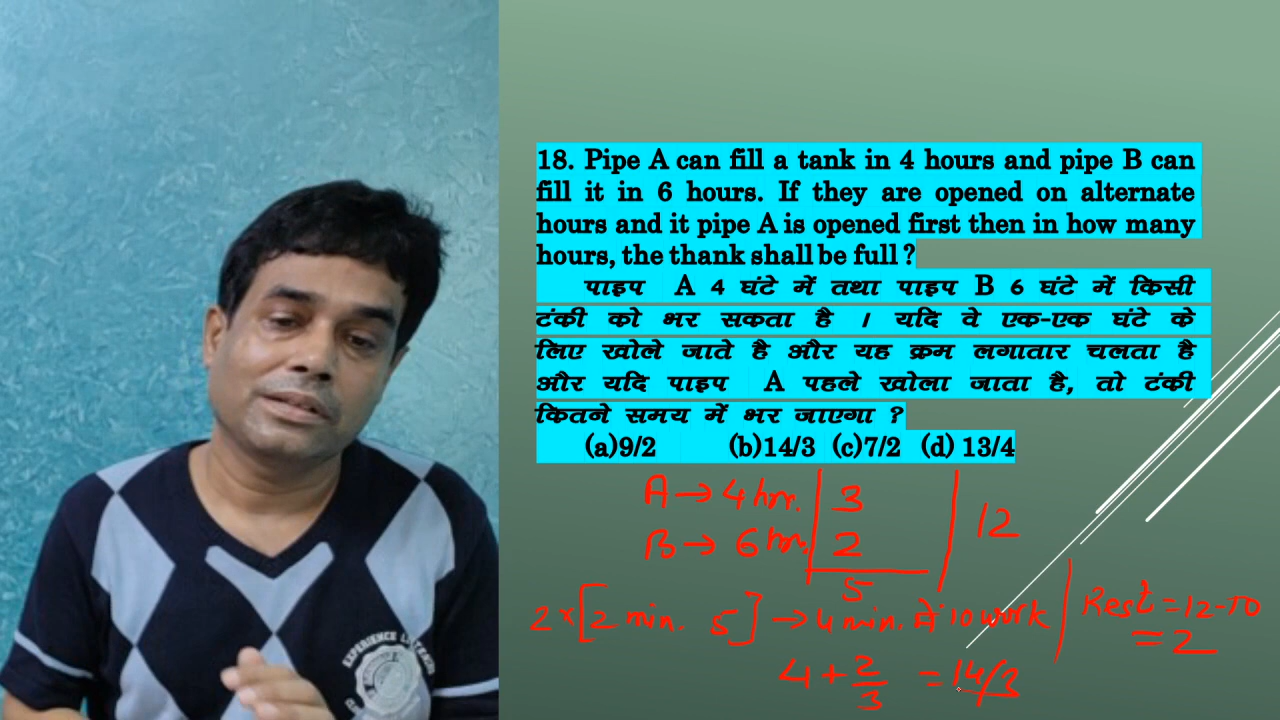 18. Pipe A can fill a tank in 4 hours and pipe B can
fill it in 6 hours. If they are opened on alternate
hours and it pipe A is opened first then in how many
hours, the thank shall be full ?
पाइप A 4 घंटे में तथा पाइप B 6 घंटे में किसी
टंकी को भर सकता है । यदि वे एक-एक घंटे के
लिए खोले जाते है और यह क्रम लगातार चलता है
और यदि पाइप A पहले खोला जाता है, तो टंकी
कितने समय में भर जाएगा ?
(a)9/2 (b)14/3 (c)7/2 (d) 13/4
A → 4 hr. | 3 | 12
B → 6 hr. | 2
5
2 × [2 min. 5] → 4 min. में 10 work | Rest = 12-10
= 2
4 + 2/3 = 14/3
EXPERIENCE